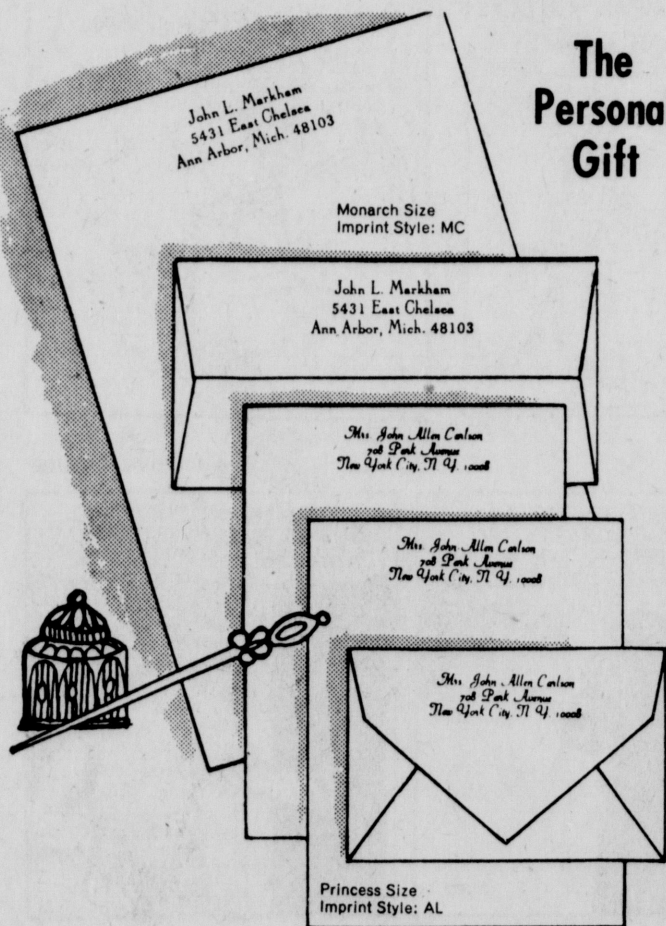 The
Persona
Gift
John L. Markham
5431 East Chelsea
Ann Arbor, Mich. 48103
Monarch Size
Imprint Style: MC
John L. Markham
5431 East Chelsea
Ann Arbor, Mich. 48103
Mrs. John Allen Carlson
708 Park Avenue
New York City, N. Y. 10008
Mrs. John Allen Carlson
708 Park Avenue
New York City, N. Y. 10008
Mrs. John Allen Carlson
708 Park Avenue
New York City, N. Y. 10008
Princess Size
Imprint Style: AL